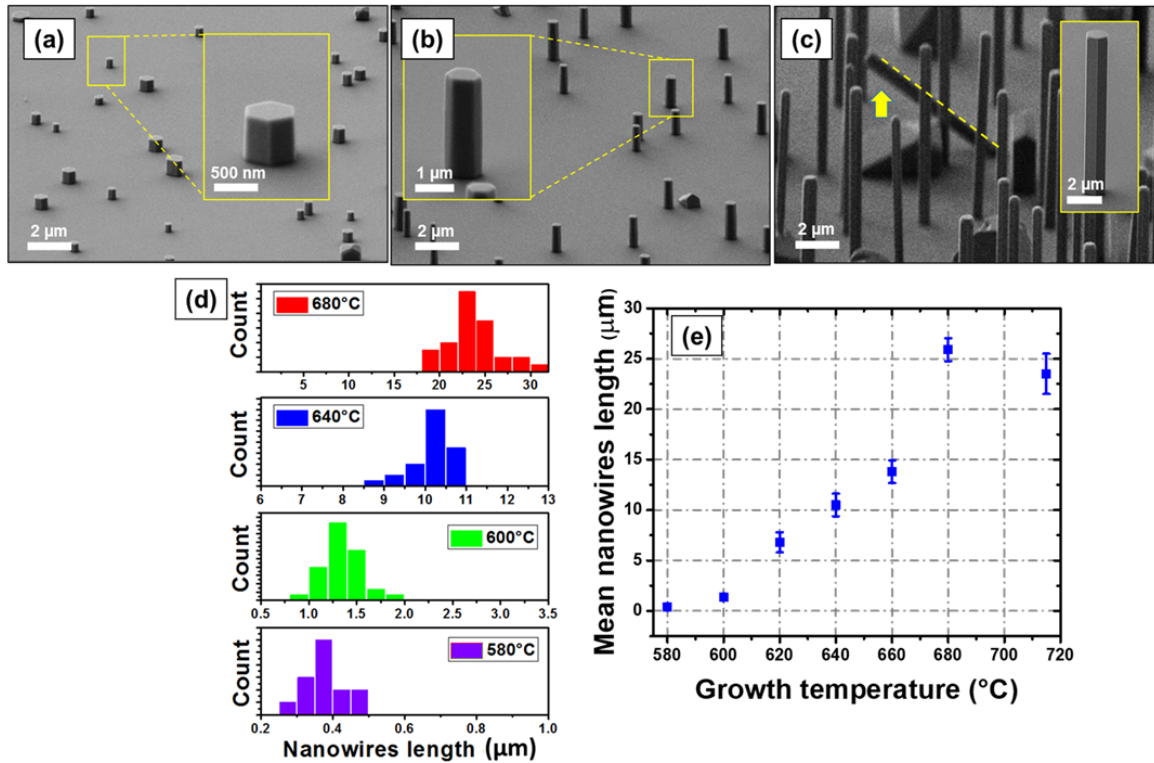 (a)
500 nm
2 μm
(b)
1 μm
2 μm
(c)
2 μm
2 μm
(d)
Count
680°C
5 10 15 20 25 30
Count
640°C
6 7 8 9 10 11 12 13
Count
600°C
0.5 1.0 1.5 2.0 2.5 3.0 3.5
Count
580°C
0.2 0.4 0.6 0.8 1.0
Nanowires length (μm)
(e)
Mean nanowires length (μm)
30
25
20
15
10
5
0
580 600 620 640 660 680 700 720
Growth temperature (°C)